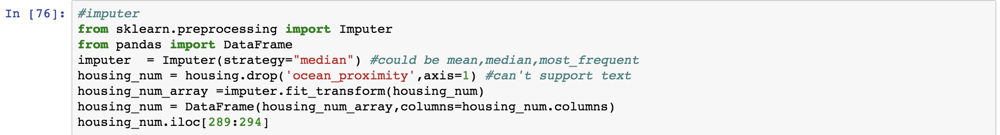 In [76]: #imputer
from sklearn.preprocessing import Imputer
from pandas import DataFrame
imputer  = Imputer(strategy="median") #could be mean,median,most_frequent
housing_num = housing.drop('ocean_proximity',axis=1) #can't support text
housing_num_array =imputer.fit_transform(housing_num)
housing_num = DataFrame(housing_num_array,columns=housing_num.columns)
housing_num.iloc[289:294]